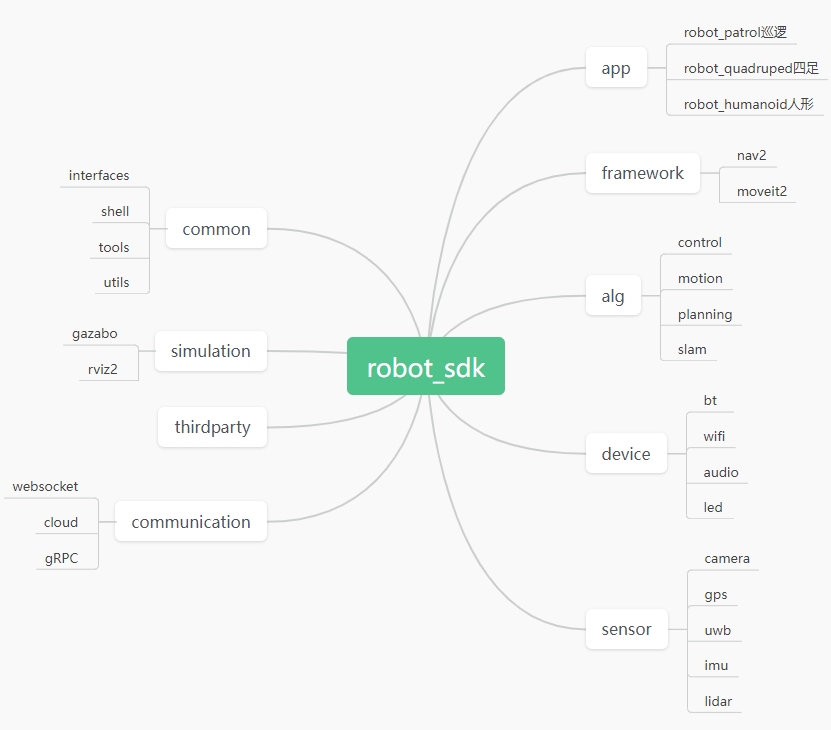 robot_sdk
app
robot_patrol巡逻
robot_quadruped四足
robot_humanoid人形
framework
nav2
moveit2
alg
control
motion
planning
slam
device
bt
wifi
audio
led
sensor
camera
gps
uwb
imu
lidar
common
interfaces
shell
tools
utils
simulation
gazabo
rviz2
thirdparty
communication
websocket
cloud
gRPC